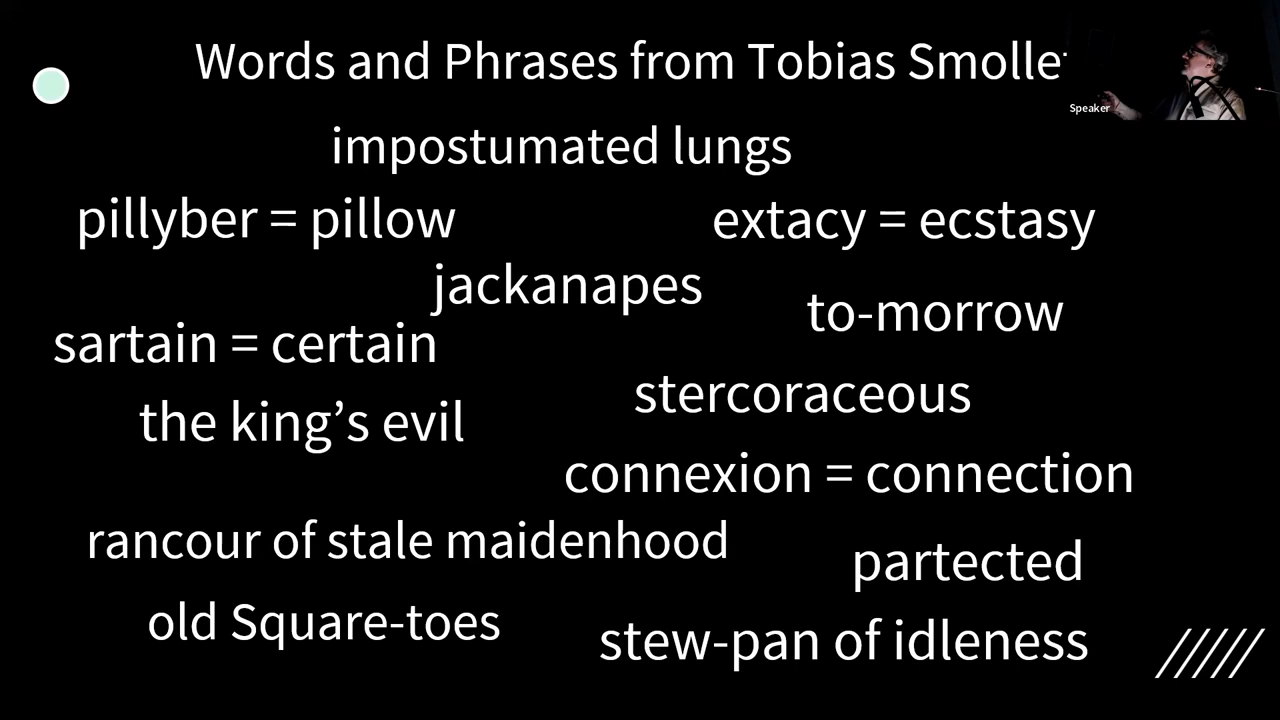 Words and Phrases from Tobias Smolle
Speaker
impostumated lungs
pillyber = pillow
extacy = ecstasy
jackanapes
to-morrow
sartain = certain
stercoraceous
the king’s evil
connexion = connection
rancour of stale maidenhood
partected
old Square-toes
stew-pan of idleness